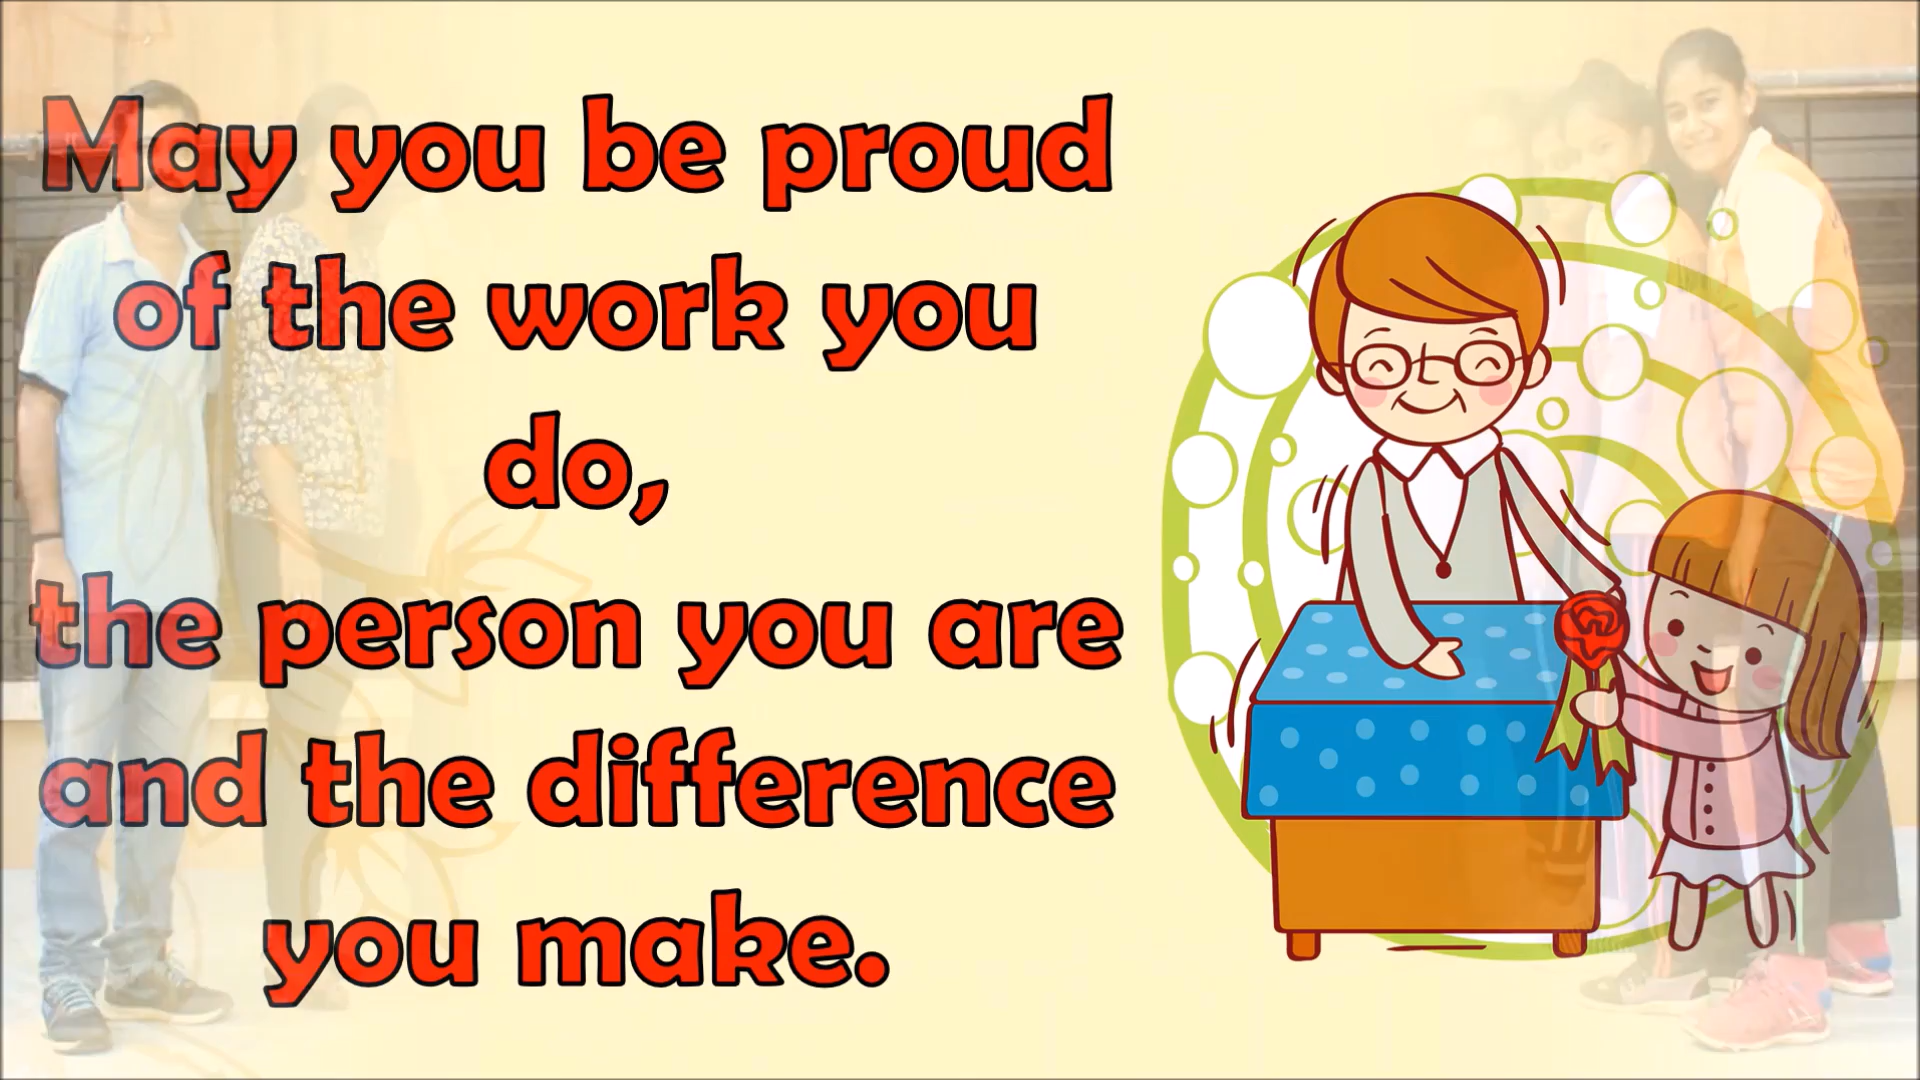 May you be proud
of the work you
do,
the person you are
and the difference
you make.